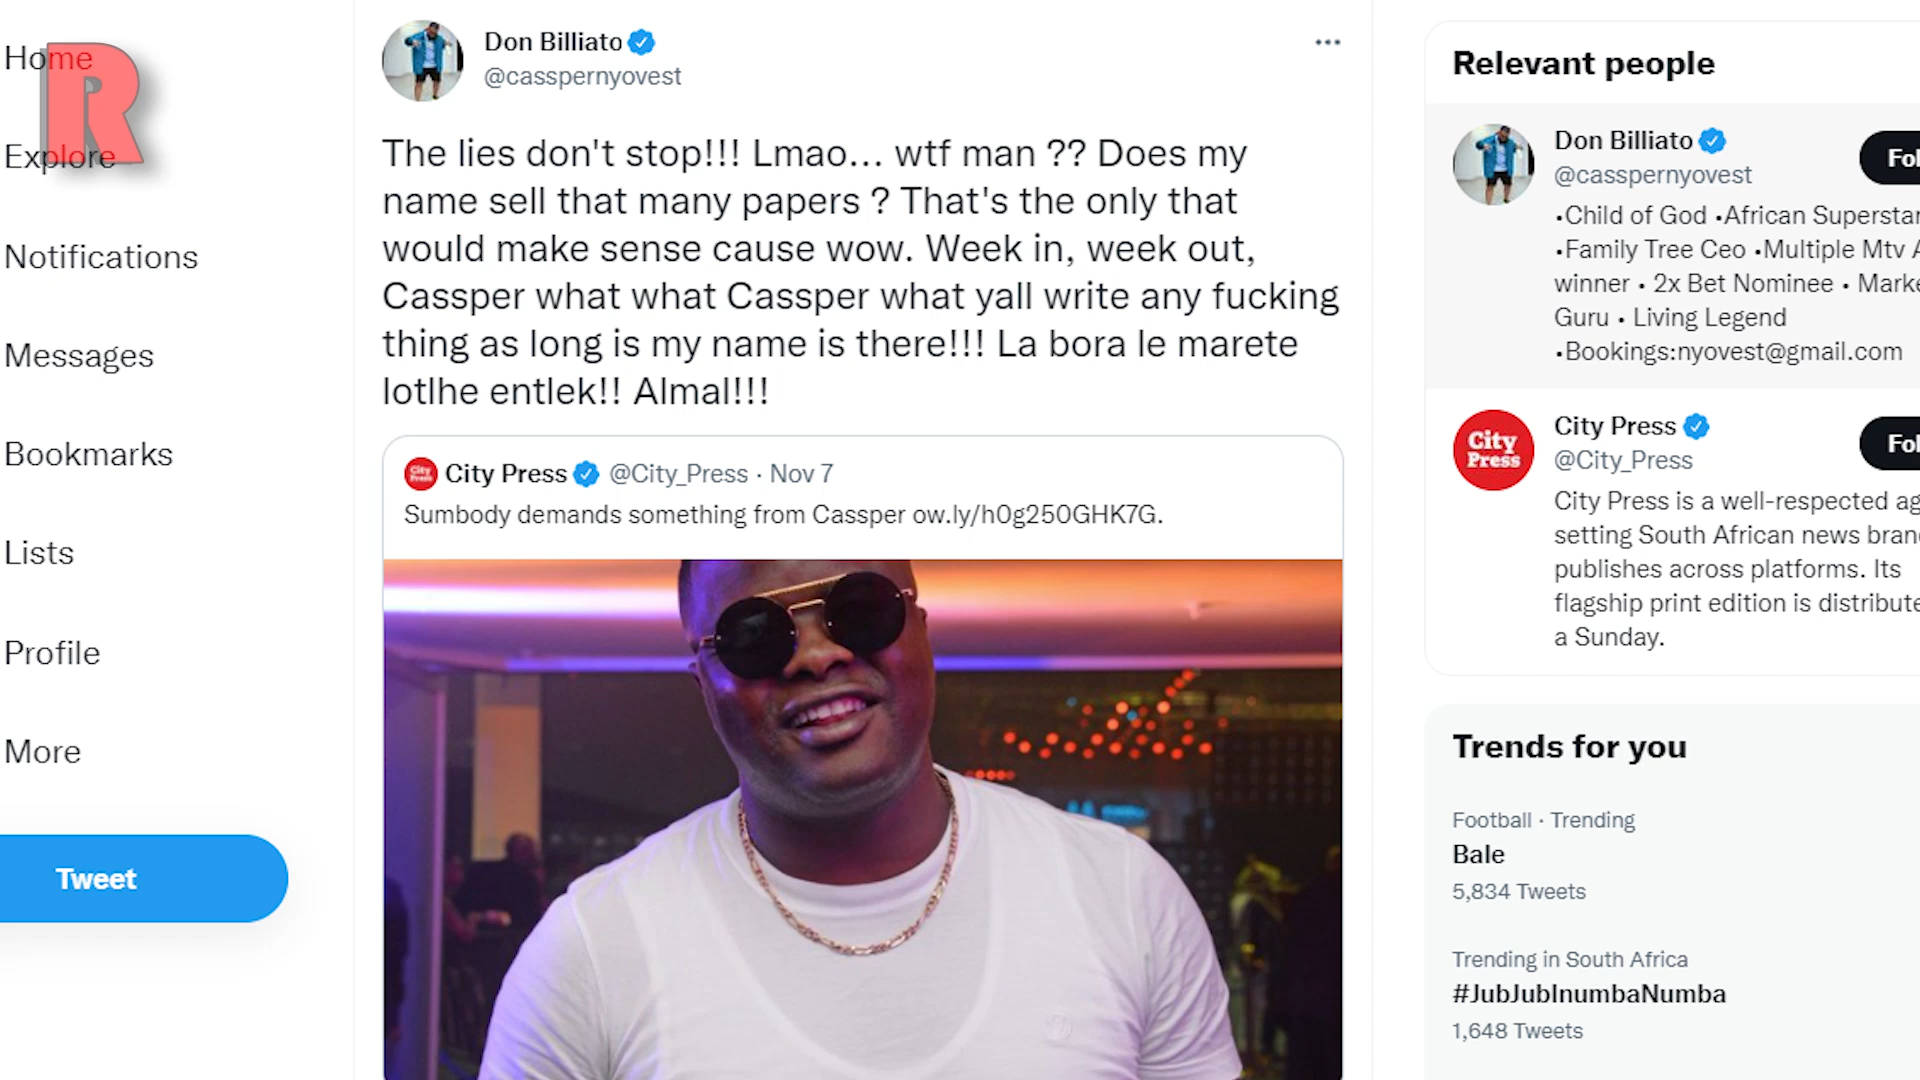 R
Home
Explore
Notifications
Messages
Bookmarks
Lists
Profile
More
Tweet
Don Billiato
@casspernyovest
The lies don't stop!!! Lmao... wtf man ?? Does my
name sell that many papers ? That's the only that
would make sense cause wow. Week in, week out,
Cassper what what Cassper what yall write any fucking
thing as long is my name is there!!! La bora le marete
lotlhe entlek!! Almal!!!
City Press @City_Press · Nov 7
Sumbody demands something from Cassper ow.ly/h0g250GHK7G.
Relevant people
Don Billiato
Fol
@casspernyovest
•Child of God •African Superstar
•Family Tree Ceo •Multiple Mtv A
winner • 2x Bet Nominee • Marke
Guru • Living Legend
•Bookings:nyovest@gmail.com
City Press
City Press
Fol
@City_Press
City Press is a well-respected ag
setting South African news bran
publishes across platforms. Its
flagship print edition is distribute
a Sunday.
Trends for you
Football · Trending
Bale
5,834 Tweets
Trending in South Africa
#JubJubInumbaNumba
1,648 Tweets